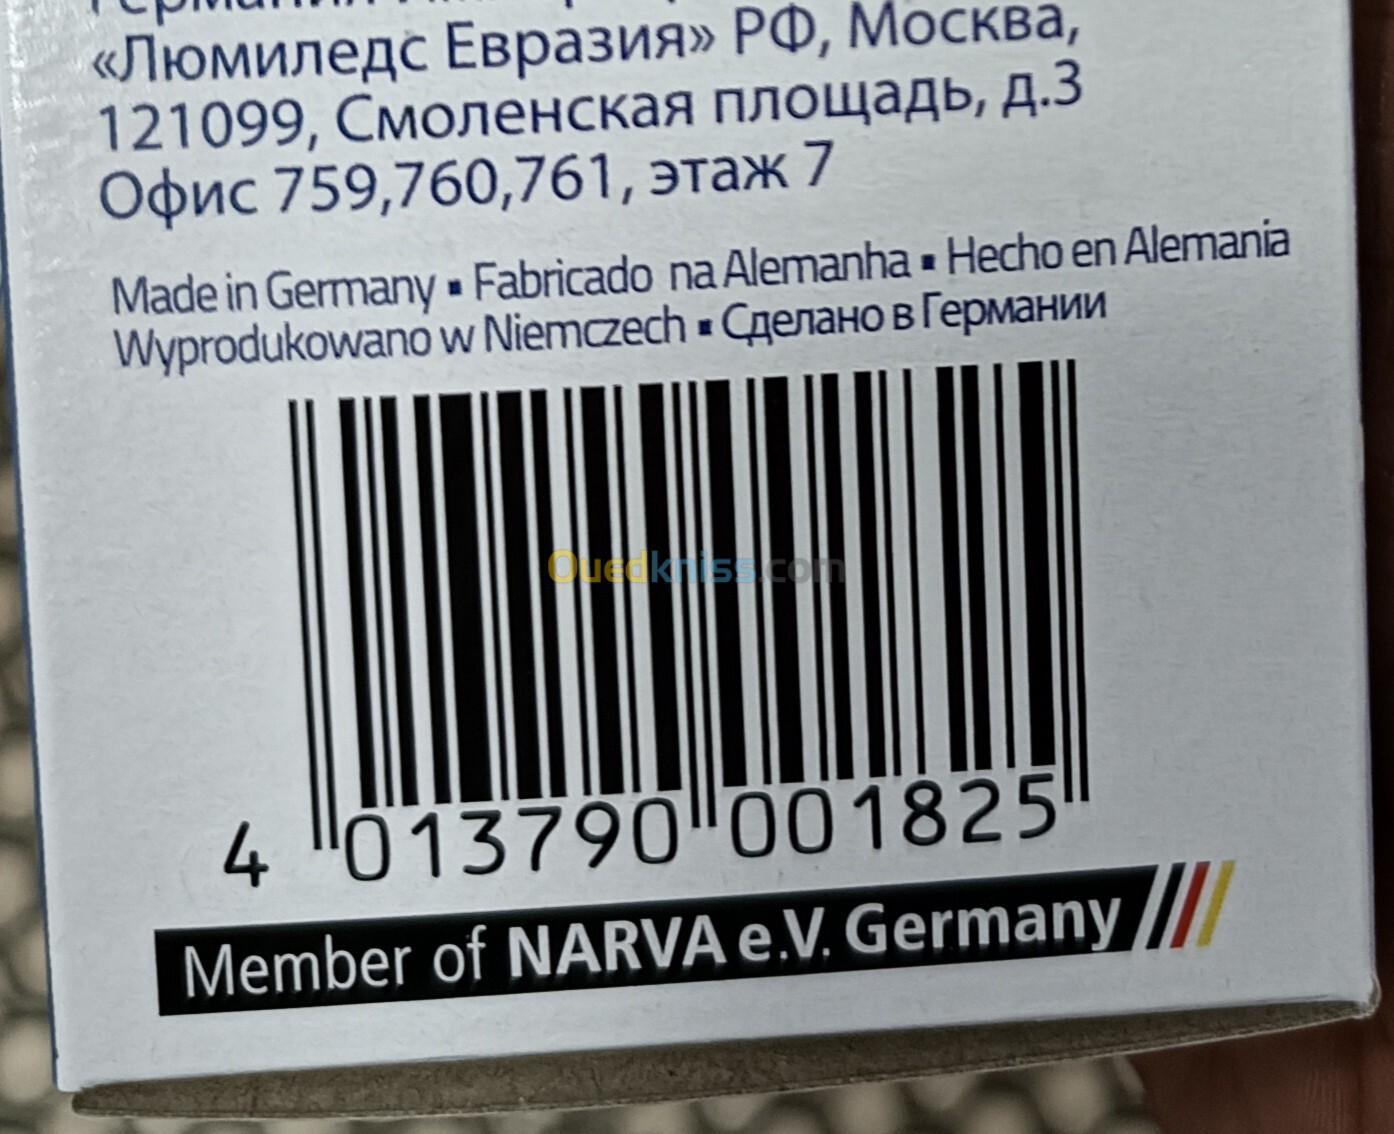 «Люмиледс Евразия» РФ, Москва,
121099, Смоленская площадь, д.3
Офис 759,760,761, этаж 7
Made in Germany ▪ Fabricado na Alemanha ▪ Hecho en Alemania
Wyprodukowano w Niemczech ▪ Сделано в Германии
Ouedkniss.com
4 013790 001825
Member of NARVA e.V. Germany